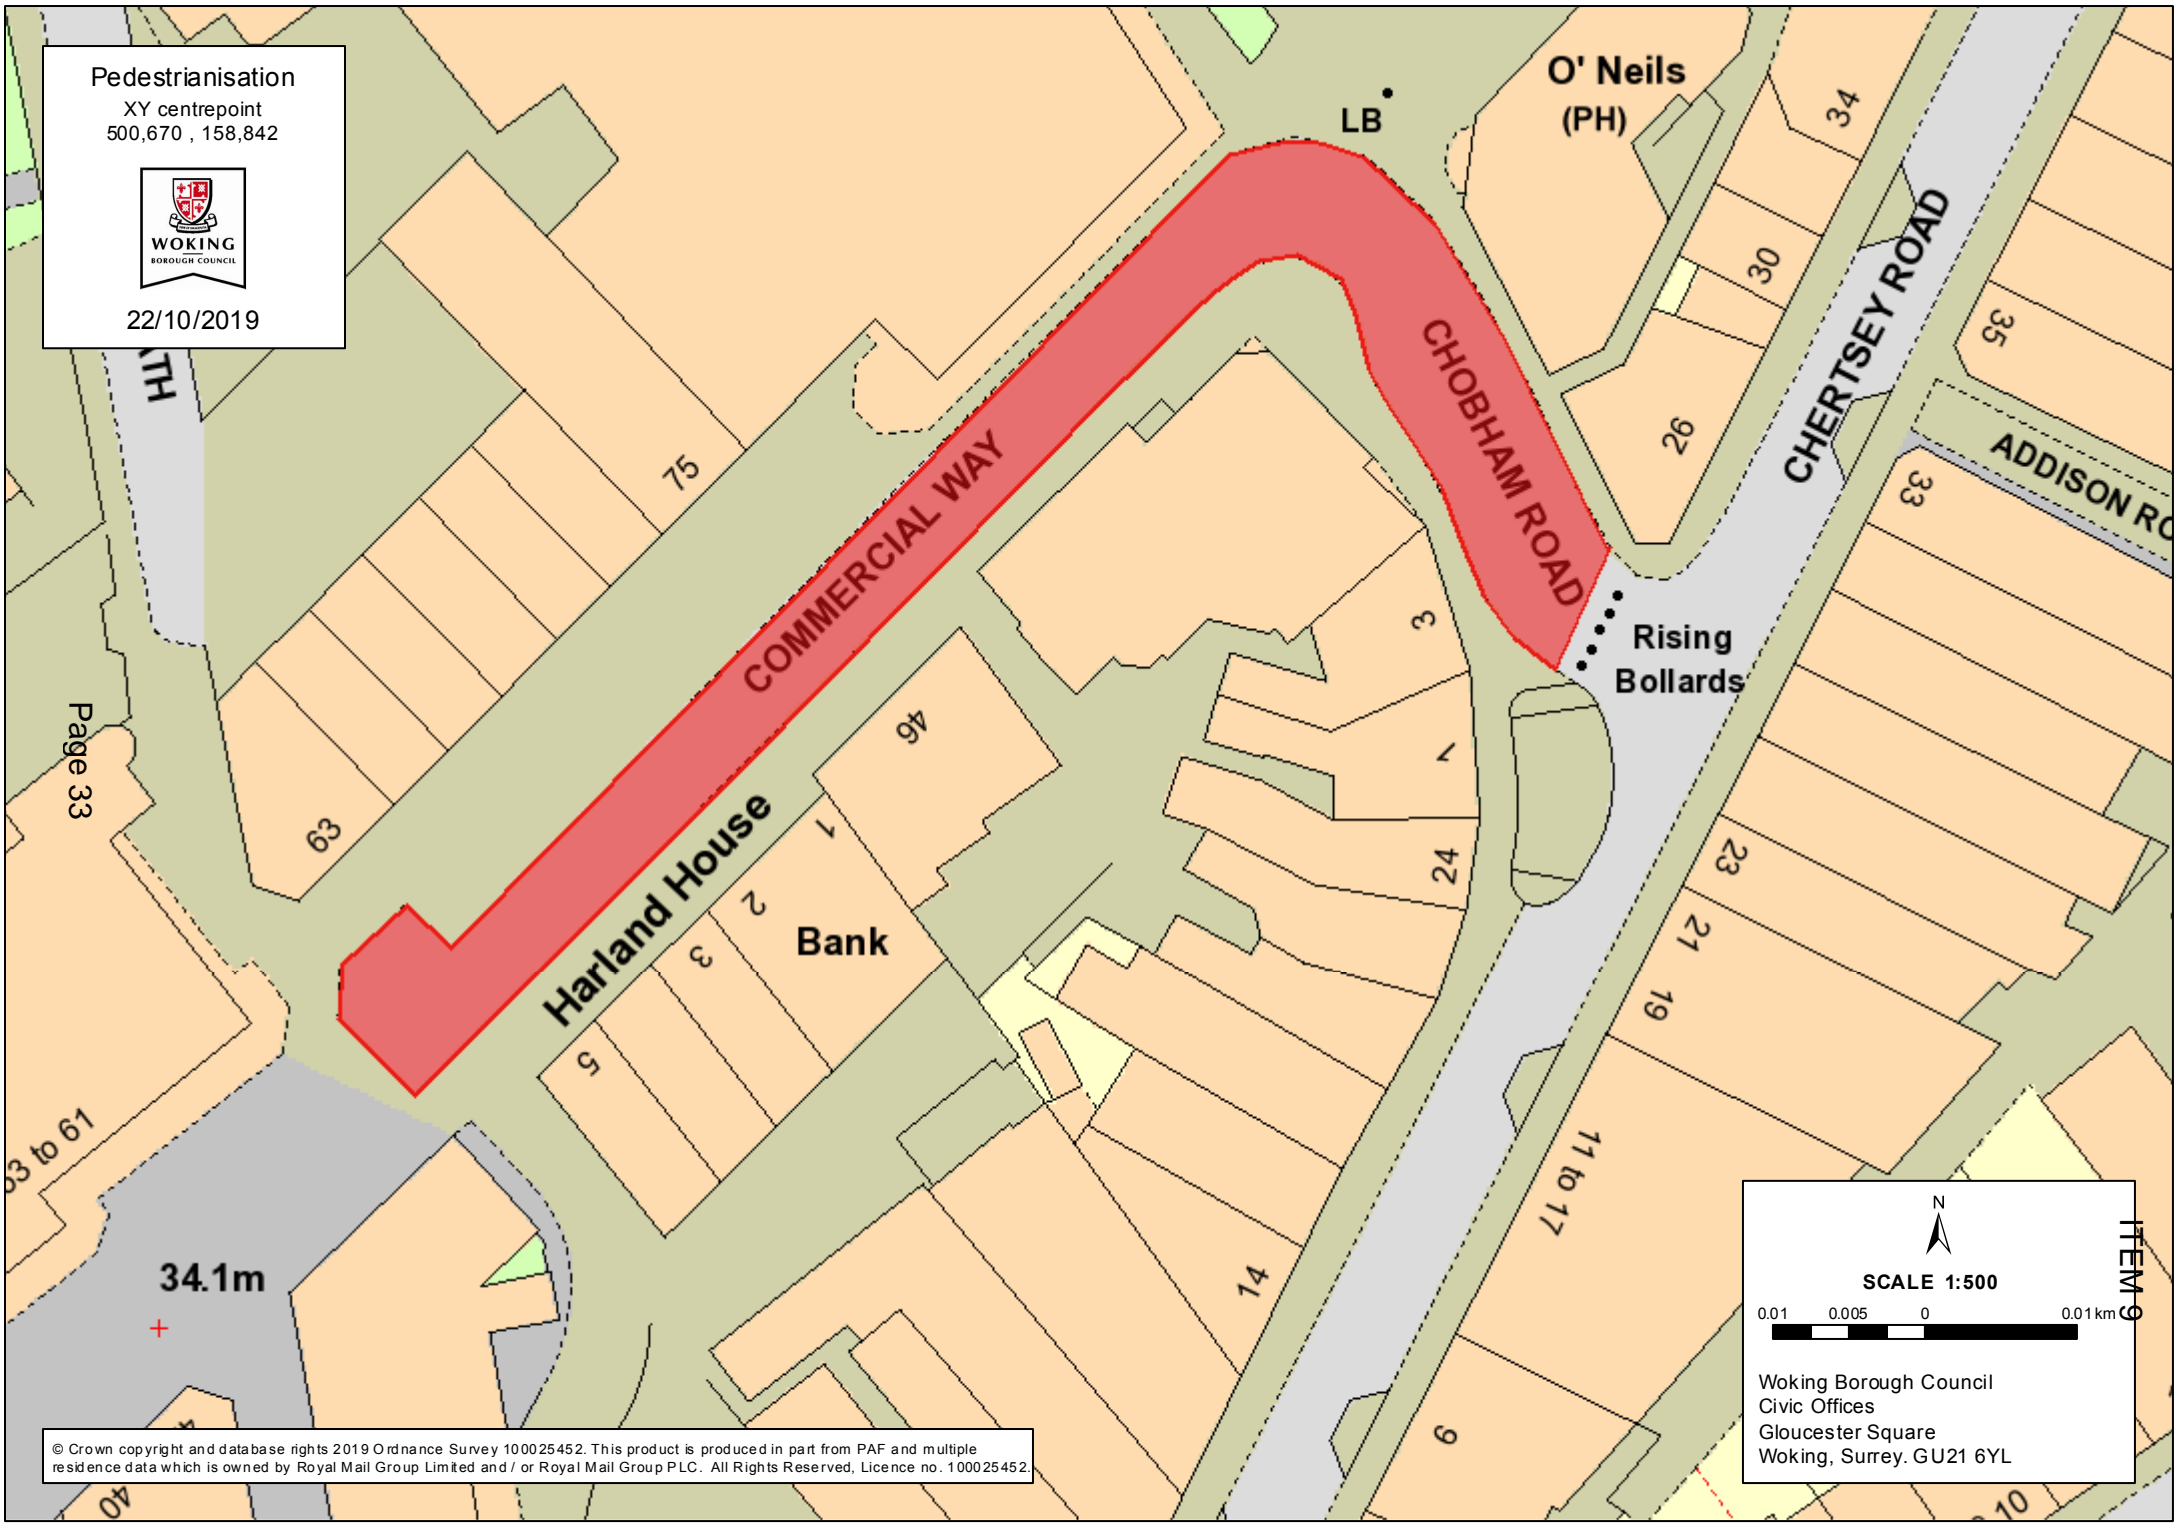 Pedestrianisation
XY centrepoint
500,670 , 158,842
WOKING
BOROUGH COUNCIL
22/10/2019
ATH
O' Neils
(PH)
LB
34
30
26
CHERTSEY ROAD
35
ADDISON RO
33
CHOBHAM ROAD
COMMERCIAL WAY
75
63
Rising
Bollards
3
1
24
46
Harland House
1
2
3
5
Bank
23
21
19
11 to 17
14
9
10
Page 33
53 to 61
34.1m
40
ITEM 9
N
SCALE 1:500
0.01 0.005 0 0.01 km
Woking Borough Council
Civic Offices
Gloucester Square
Woking, Surrey. GU21 6YL
© Crown copyright and database rights 2019 Ordnance Survey 100025452. This product is produced in part from PAF and multiple
residence data which is owned by Royal Mail Group Limited and / or Royal Mail Group PLC. All Rights Reserved, Licence no. 100025452.